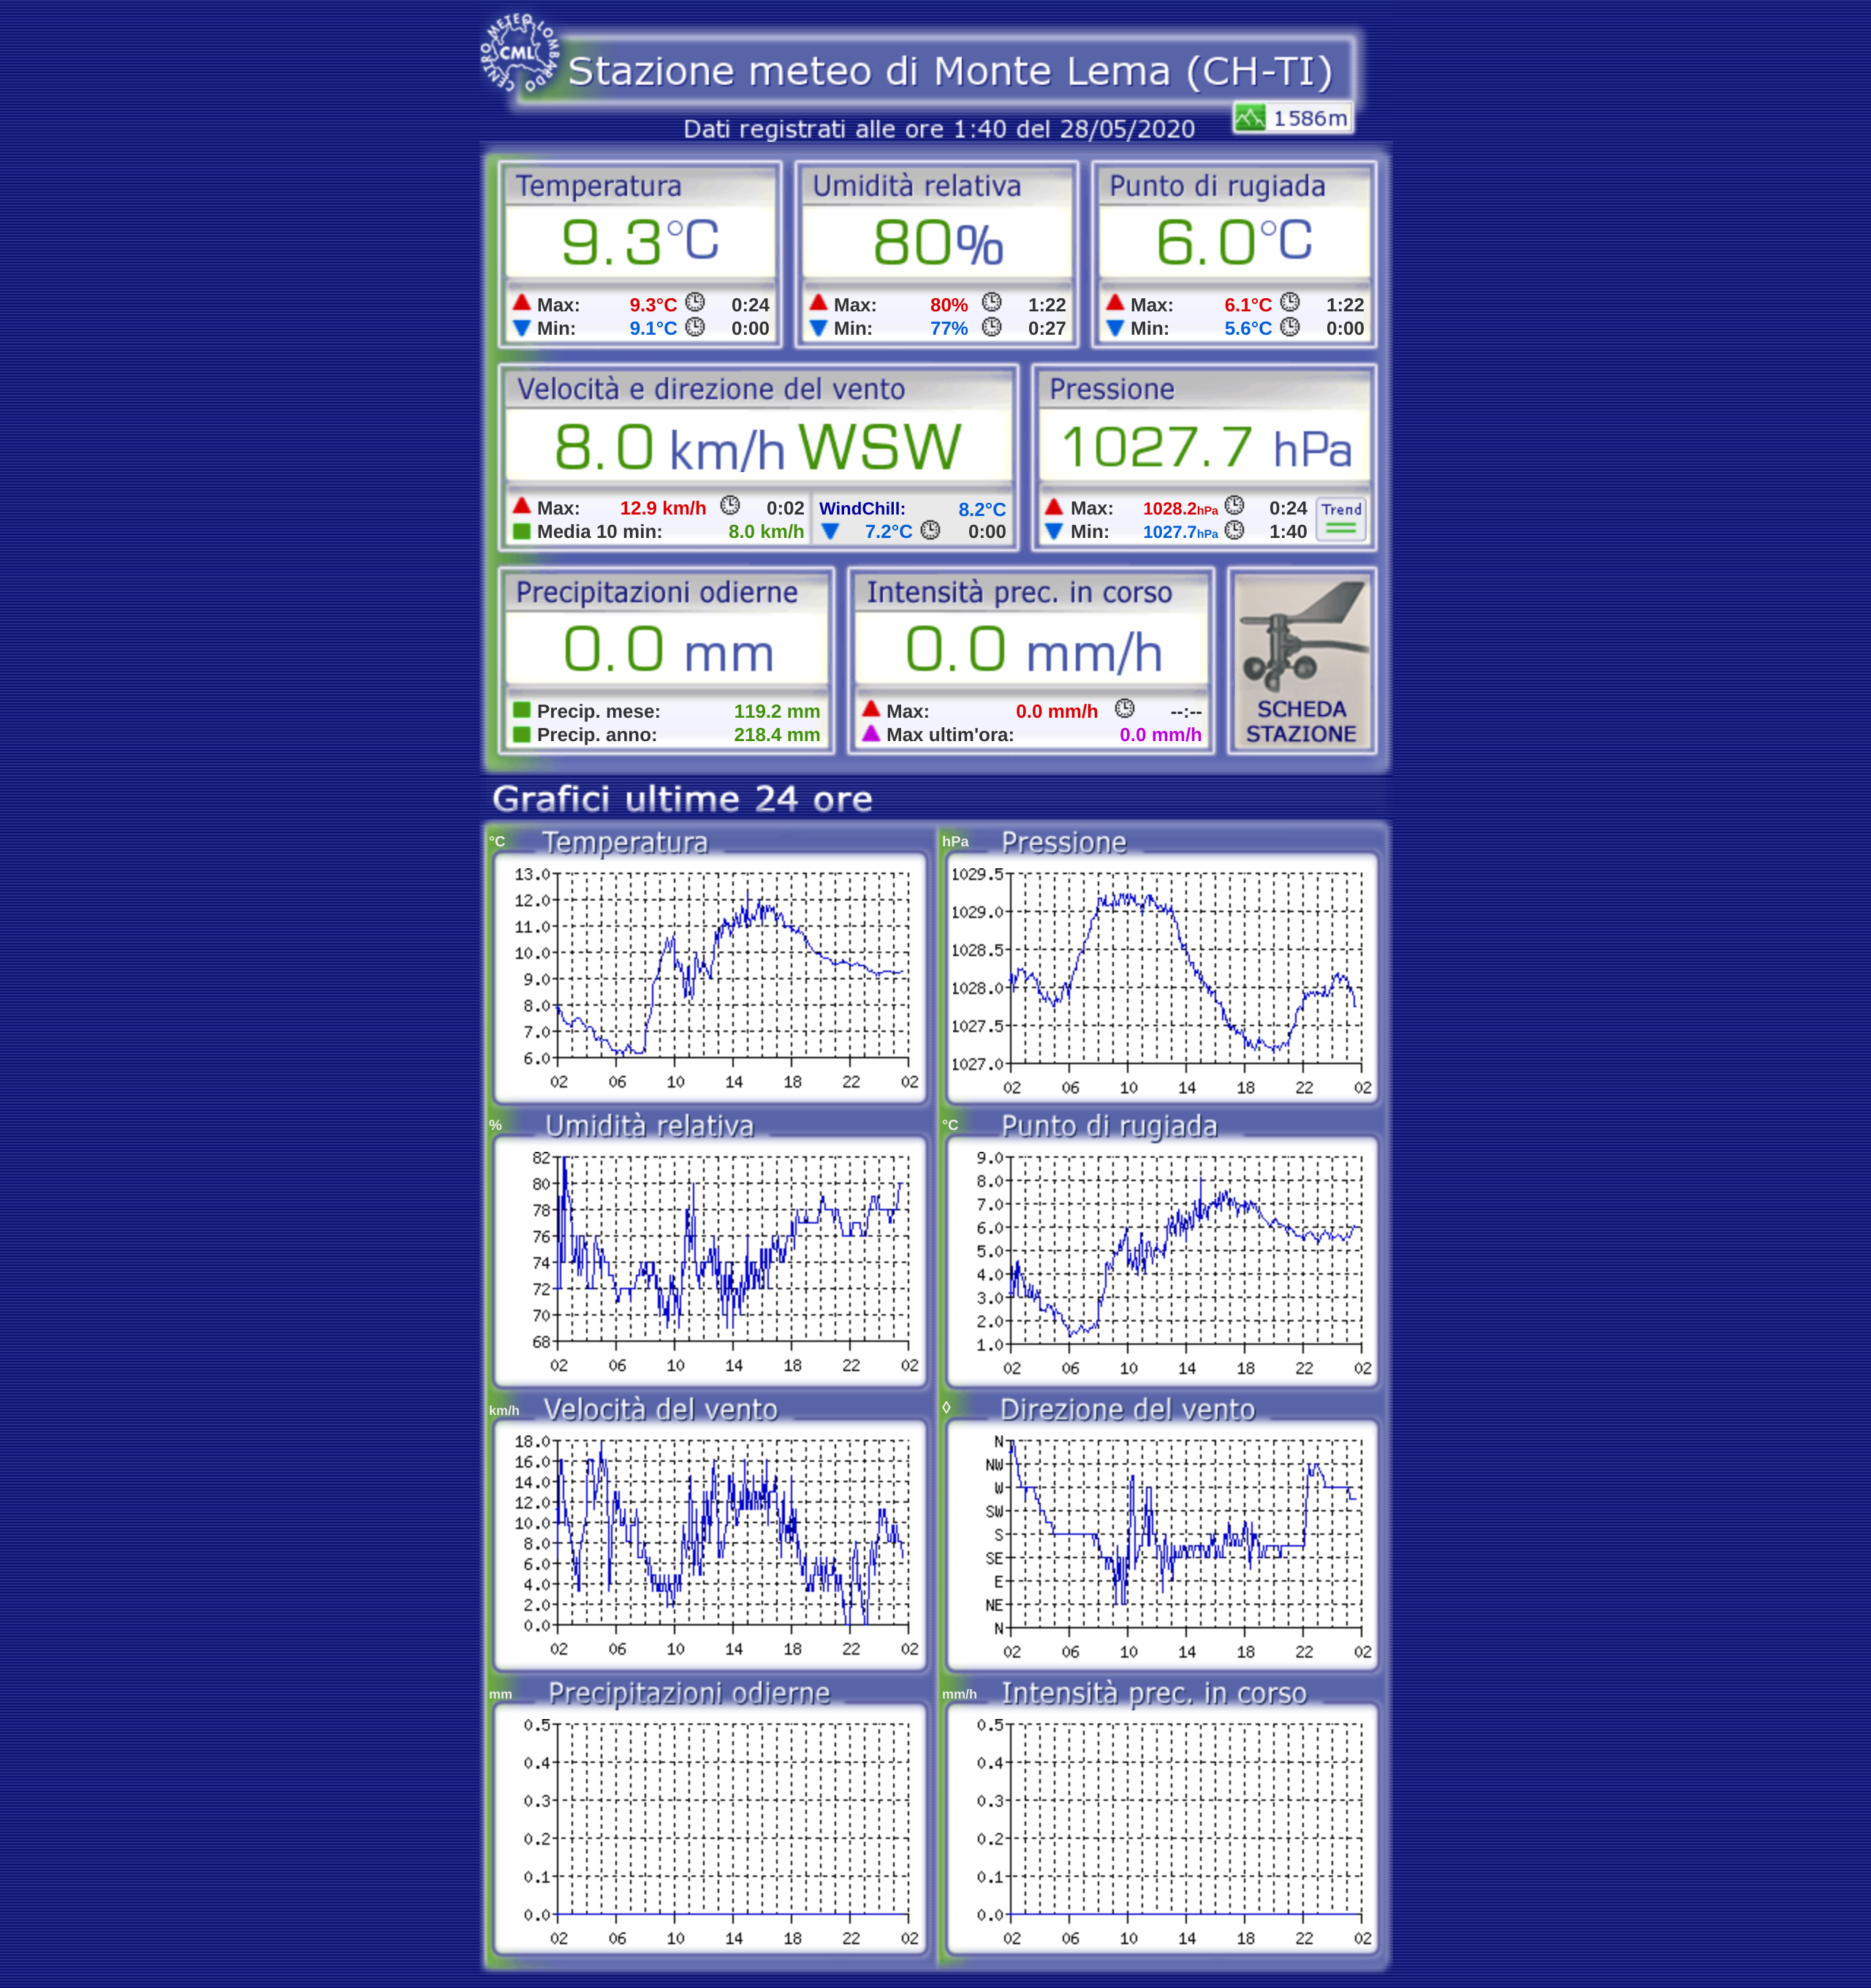 CENTRO METEO LOMBARDO
CML
Stazione meteo di Monte Lema (CH-TI)
1586m
Dati registrati alle ore 1:40 del 28/05/2020
Temperatura
9.3°C
Max: 9.3°C 0:24
Min: 9.1°C 0:00
Umidità relativa
80%
Max: 80% 1:22
Min: 77% 0:27
Punto di rugiada
6.0°C
Max: 6.1°C 1:22
Min: 5.6°C 0:00
Velocità e direzione del vento
8.0 km/h WSW
Max: 12.9 km/h 0:02
Media 10 min: 8.0 km/h
WindChill: 8.2°C
7.2°C 0:00
Pressione
1027.7 hPa
Max: 1028.2hPa 0:24
Min: 1027.7hPa 1:40
Trend
Precipitazioni odierne
0.0 mm
Precip. mese: 119.2 mm
Precip. anno: 218.4 mm
Intensità prec. in corso
0.0 mm/h
Max: 0.0 mm/h --:--
Max ultim'ora: 0.0 mm/h
SCHEDA
STAZIONE
Grafici ultime 24 ore
°C Temperatura
13.0
12.0
11.0
10.0
9.0
8.0
7.0
6.0
02 06 10 14 18 22 02
hPa Pressione
1029.5
1029.0
1028.5
1028.0
1027.5
1027.0
02 06 10 14 18 22 02
% Umidità relativa
82
80
78
76
74
72
70
68
02 06 10 14 18 22 02
°C Punto di rugiada
9.0
8.0
7.0
6.0
5.0
4.0
3.0
2.0
1.0
02 06 10 14 18 22 02
km/h Velocità del vento
18.0
16.0
14.0
12.0
10.0
8.0
6.0
4.0
2.0
0.0
02 06 10 14 18 22 02
◊ Direzione del vento
N
NW
W
SW
S
SE
E
NE
N
02 06 10 14 18 22 02
mm Precipitazioni odierne
0.5
0.4
0.3
0.2
0.1
0.0
02 06 10 14 18 22 02
mm/h Intensità prec. in corso
0.5
0.4
0.3
0.2
0.1
0.0
02 06 10 14 18 22 02